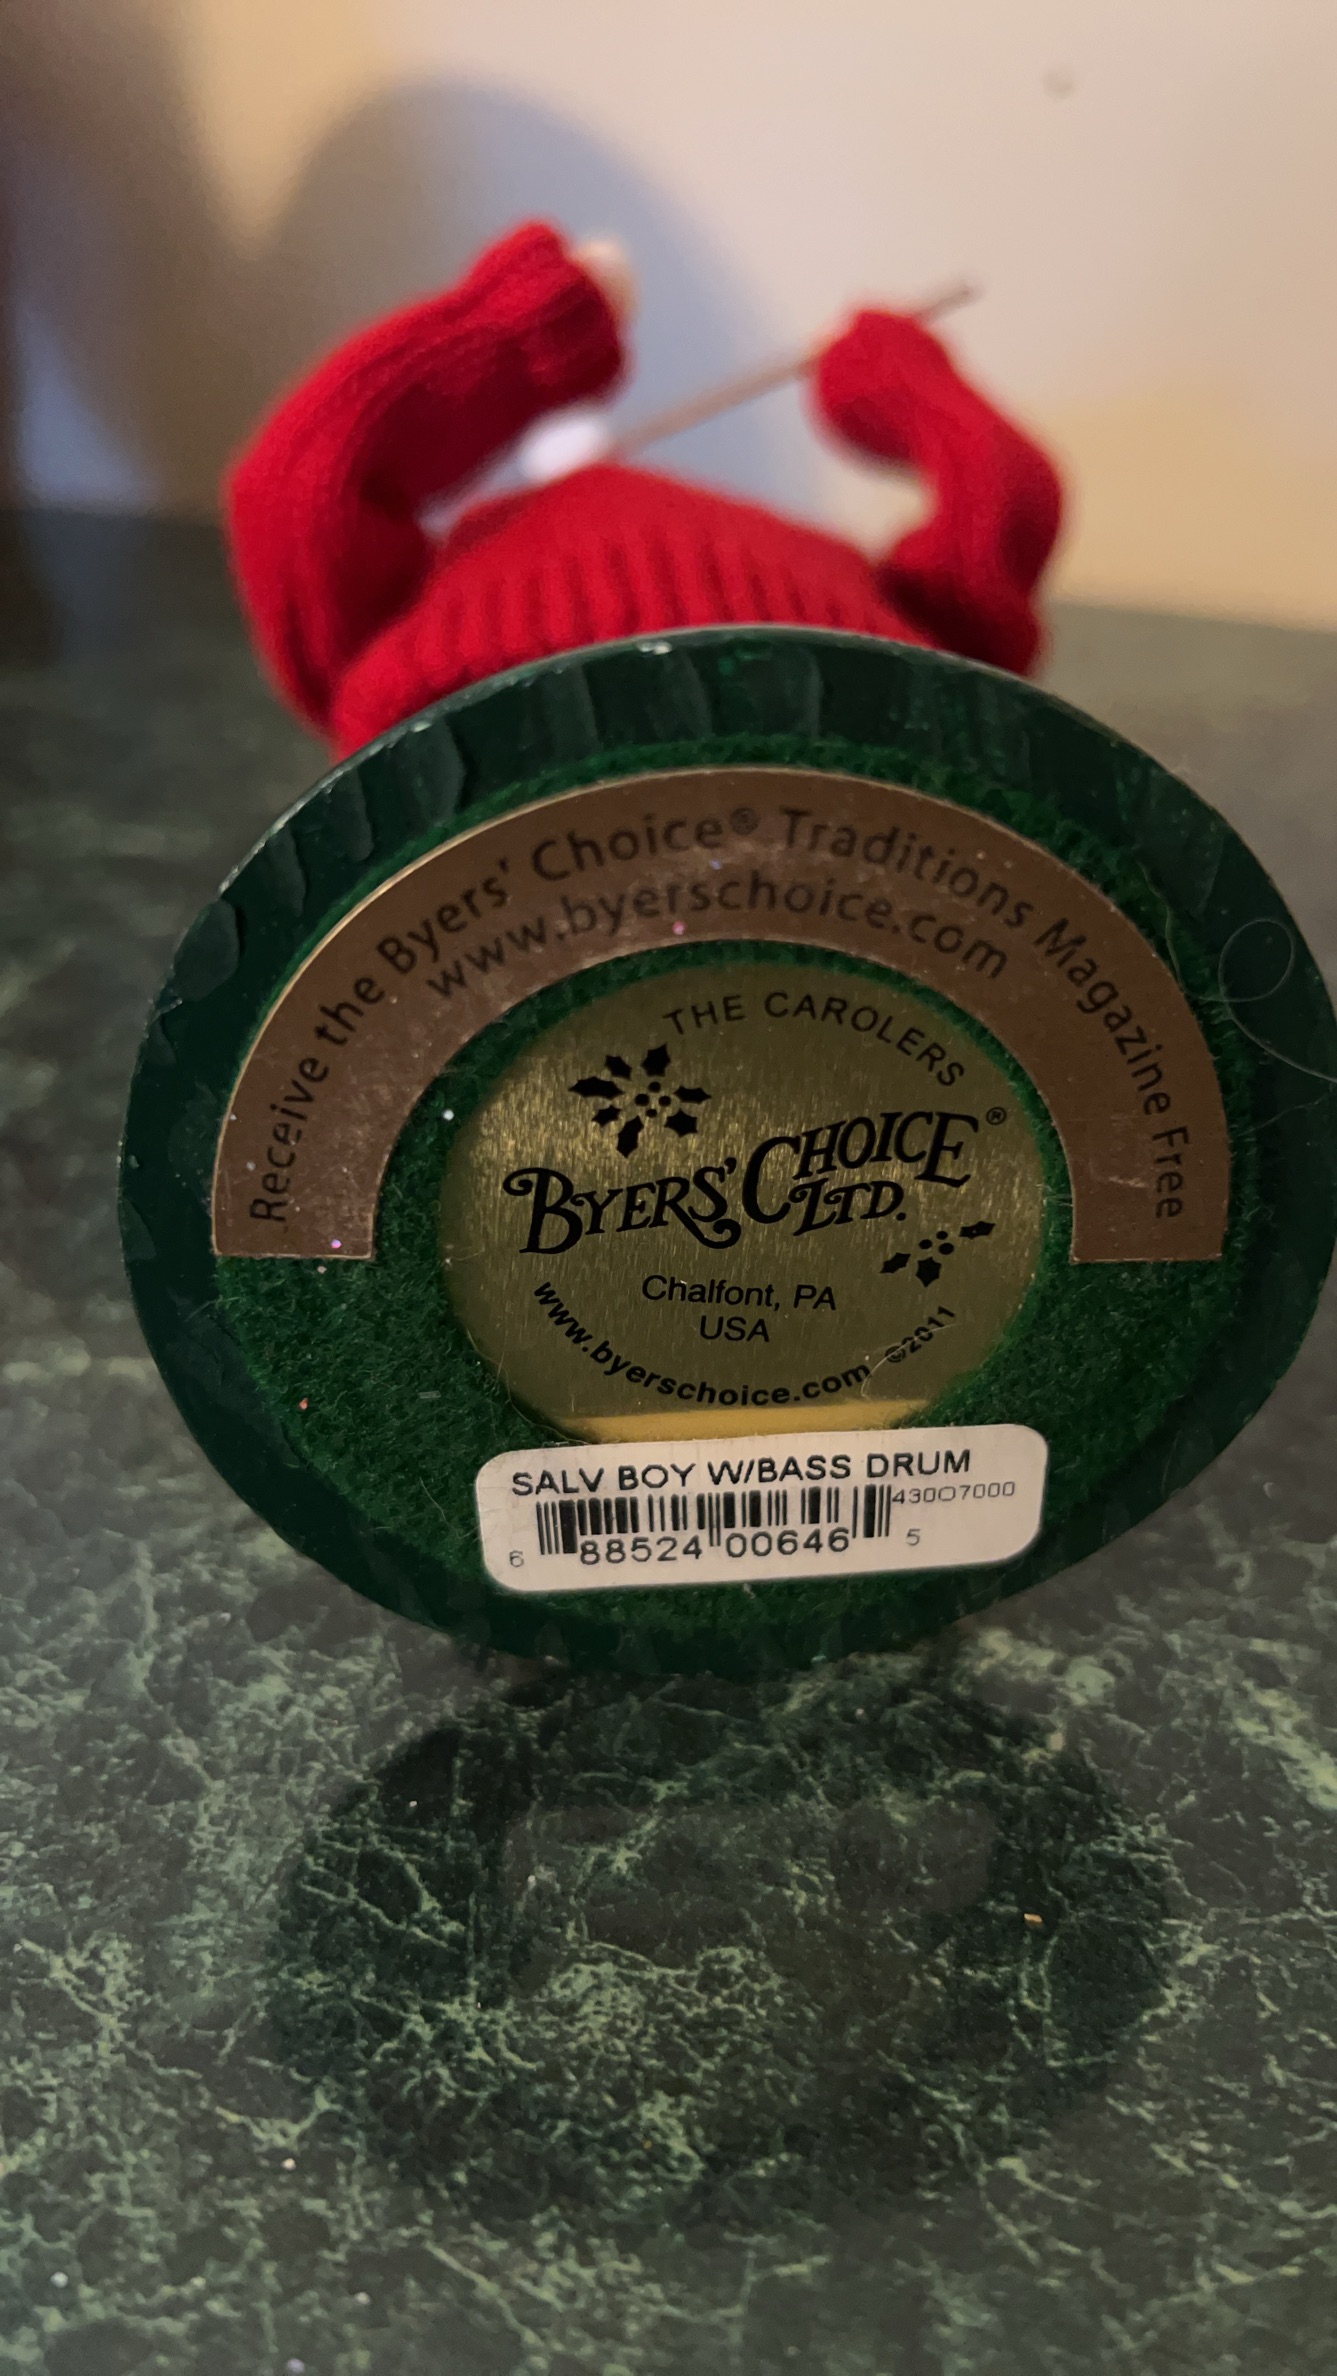 Receive the Byers' Choice® Traditions Magazine Free
www.byerschoice.com
THE CAROLERS
BYERS' CHOICE®
LTD.
Chalfont, PA
USA
www.byerschoice.com ©2011
SALV BOY W/BASS DRUM
430O7000
6 88524 00646 5